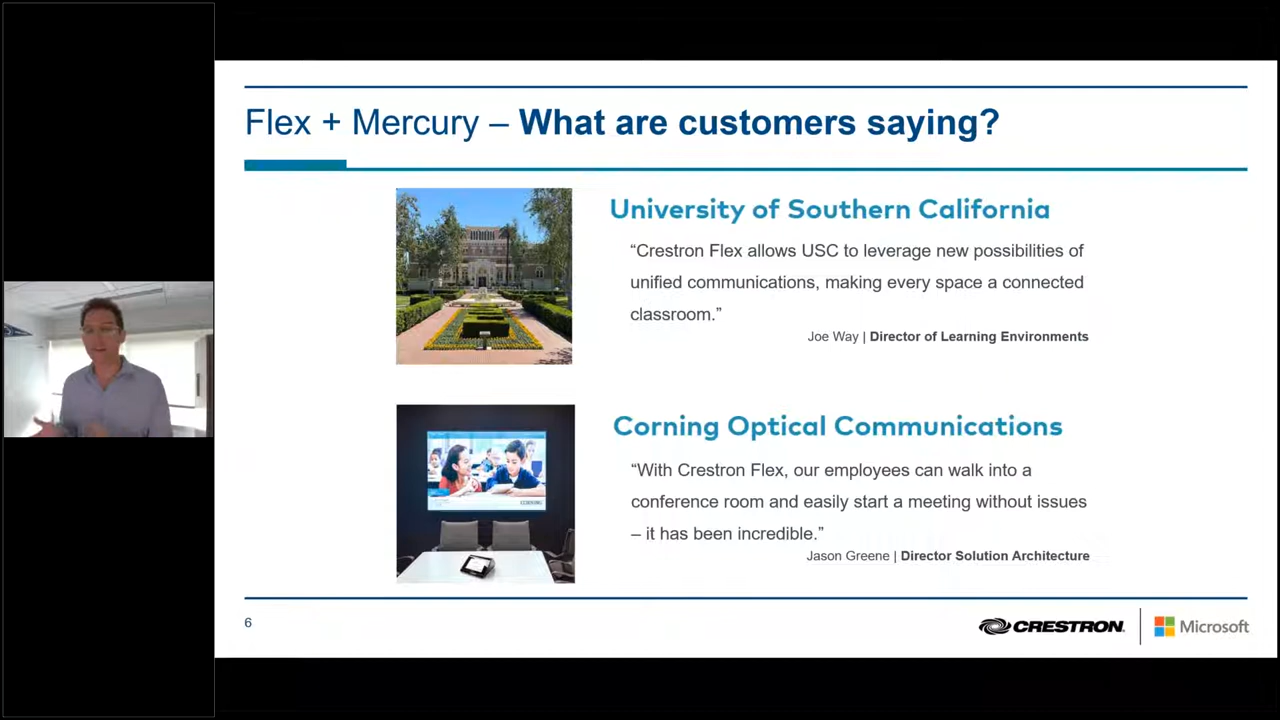 Flex + Mercury – What are customers saying?
University of Southern California
“Crestron Flex allows USC to leverage new possibilities of
unified communications, making every space a connected
classroom.”
Joe Way | Director of Learning Environments
CORNING
Corning Optical Communications
“With Crestron Flex, our employees can walk into a
conference room and easily start a meeting without issues
– it has been incredible.”
Jason Greene | Director Solution Architecture
6
CRESTRON.
Microsoft